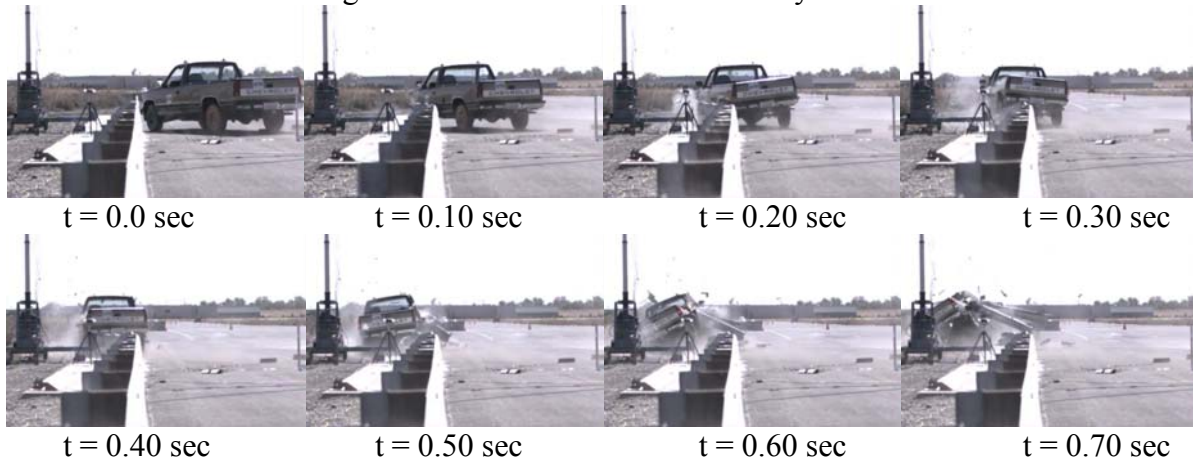 t = 0.0 sec
t = 0.10 sec
t = 0.20 sec
t = 0.30 sec
t = 0.40 sec
t = 0.50 sec
t = 0.60 sec
t = 0.70 sec